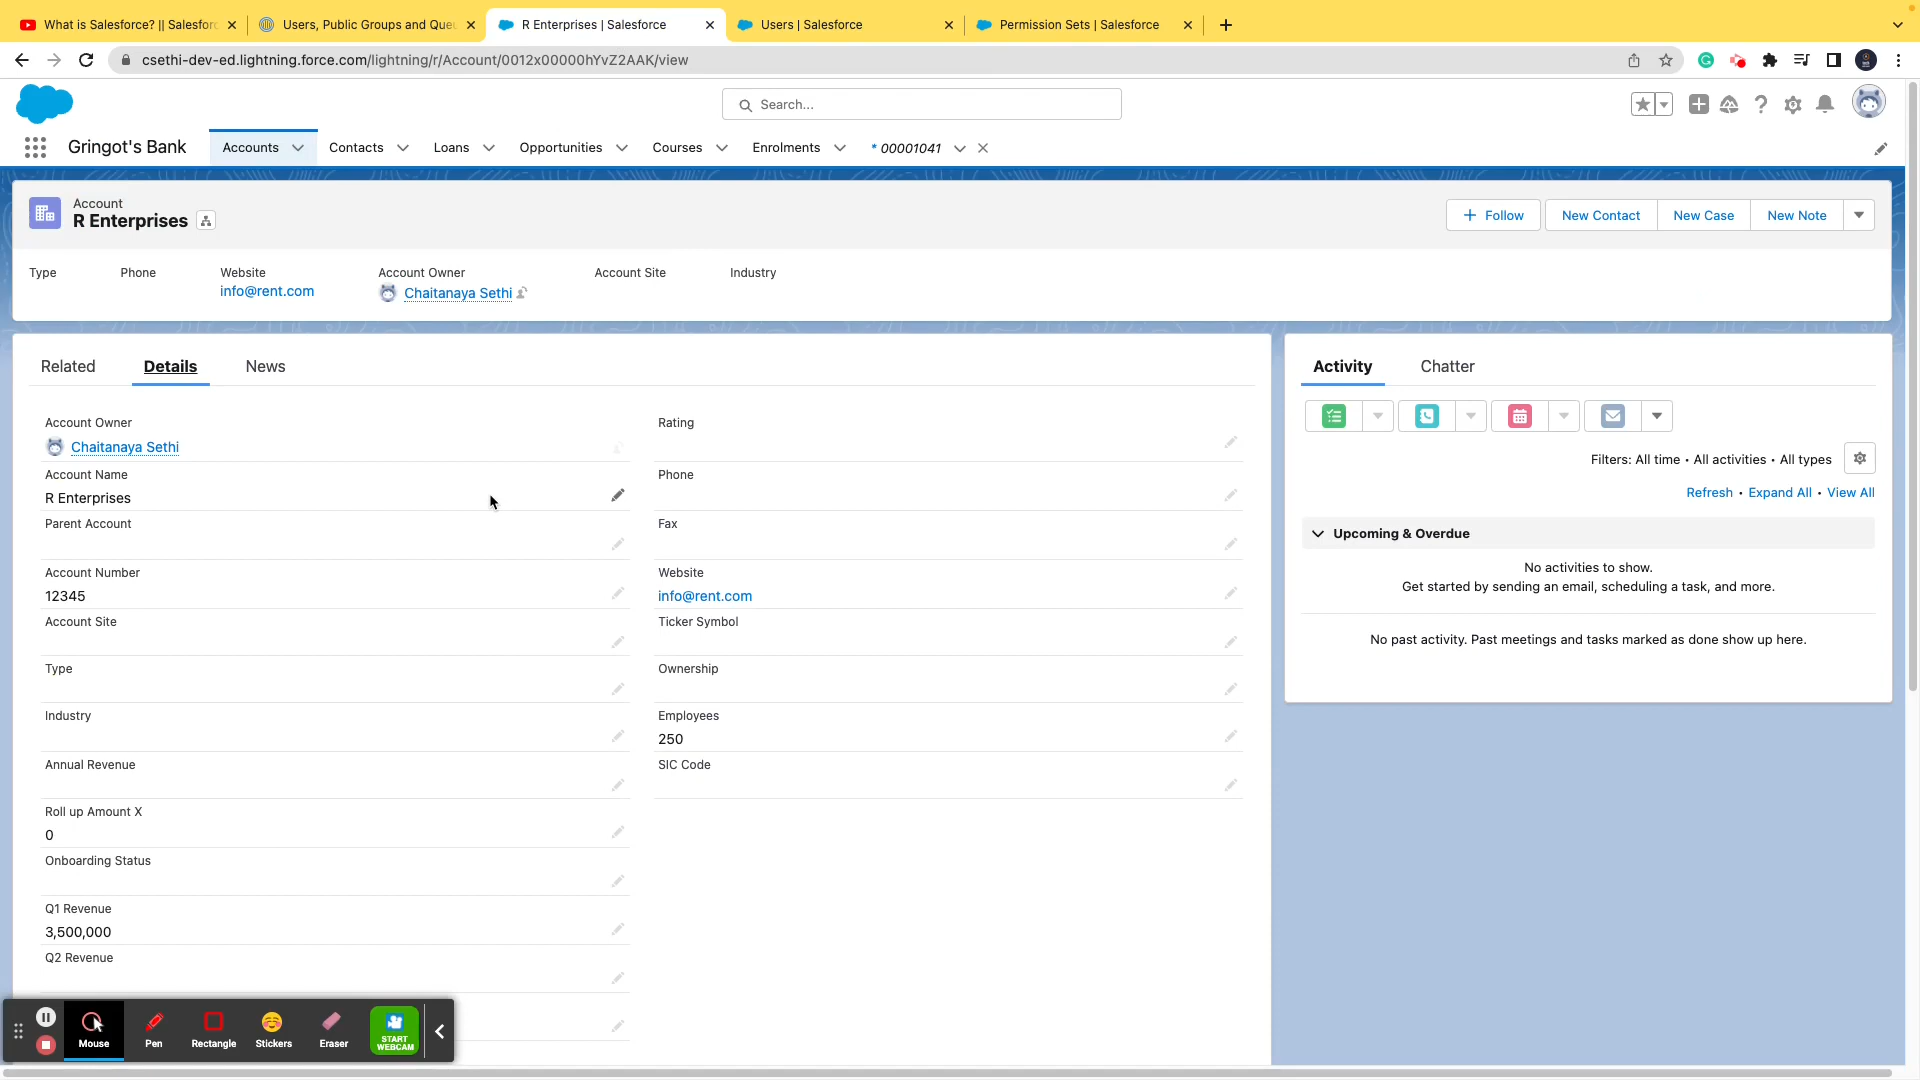 What is Salesforce? || Salesforc
Users, Public Groups and Queu
R Enterprises | Salesforce
Users | Salesforce
Permission Sets | Salesforce
csethi-dev-ed.lightning.force.com/lightning/r/Account/0012x00000hYvZ2AAK/view
Search...
Gringot's Bank
Accounts
Contacts
Loans
Opportunities
Courses
Enrolments
* 00001041
Account
R Enterprises
Follow
New Contact
New Case
New Note
Type
Phone
Website
Account Owner
Account Site
Industry
info@rent.com
Chaitanaya Sethi
Related
Details
News
Activity
Chatter
Account Owner
Chaitanaya Sethi
Rating
Account Name
R Enterprises
Phone
Parent Account
Fax
Account Number
12345
Website
info@rent.com
Account Site
Ticker Symbol
Type
Ownership
Industry
Employees
250
Annual Revenue
SIC Code
Roll up Amount X
0
Onboarding Status
Q1 Revenue
3,500,000
Q2 Revenue
Filters: All time • All activities • All types
Refresh • Expand All • View All
Upcoming & Overdue
No activities to show.
Get started by sending an email, scheduling a task, and more.
No past activity. Past meetings and tasks marked as done show up here.
Mouse
Pen
Rectangle
Stickers
Eraser
START
WEBCAM